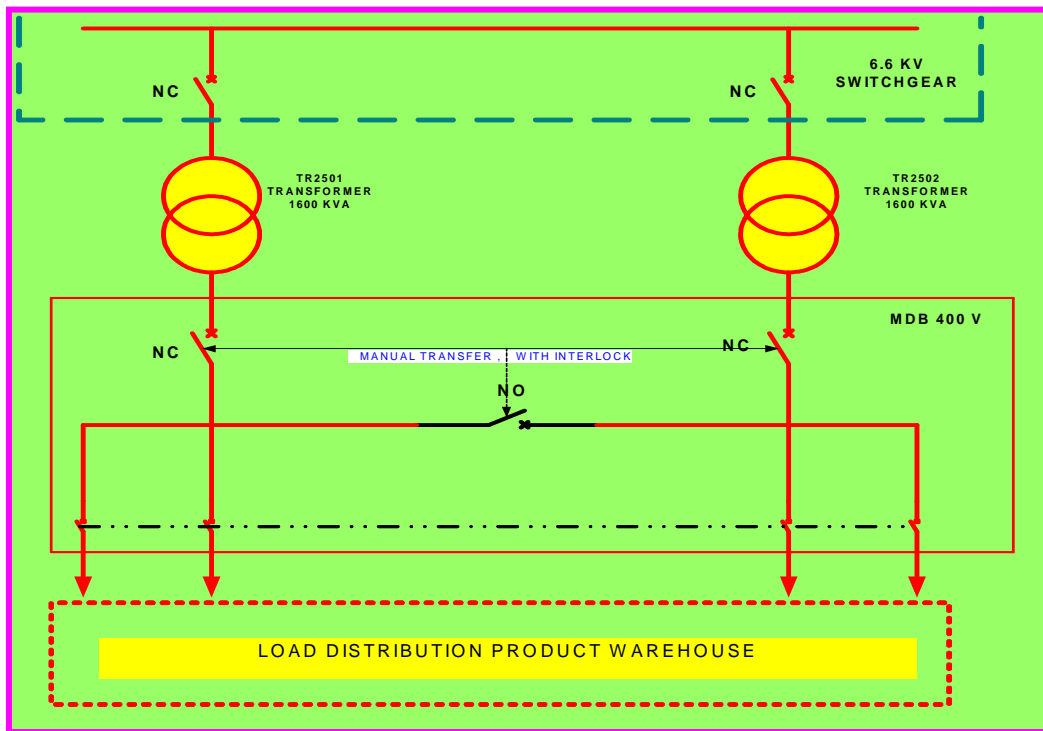 6.6 KV
SWITCHGEAR
NC
NC
TR2501
TRANSFORMER
1600 KVA
TR2502
TRANSFORMER
1600 KVA
MDB 400 V
NC
NC
MANUAL TRANSFER , WITH INTERLOCK
NO
LOAD DISTRIBUTION PRODUCT WAREHOUSE